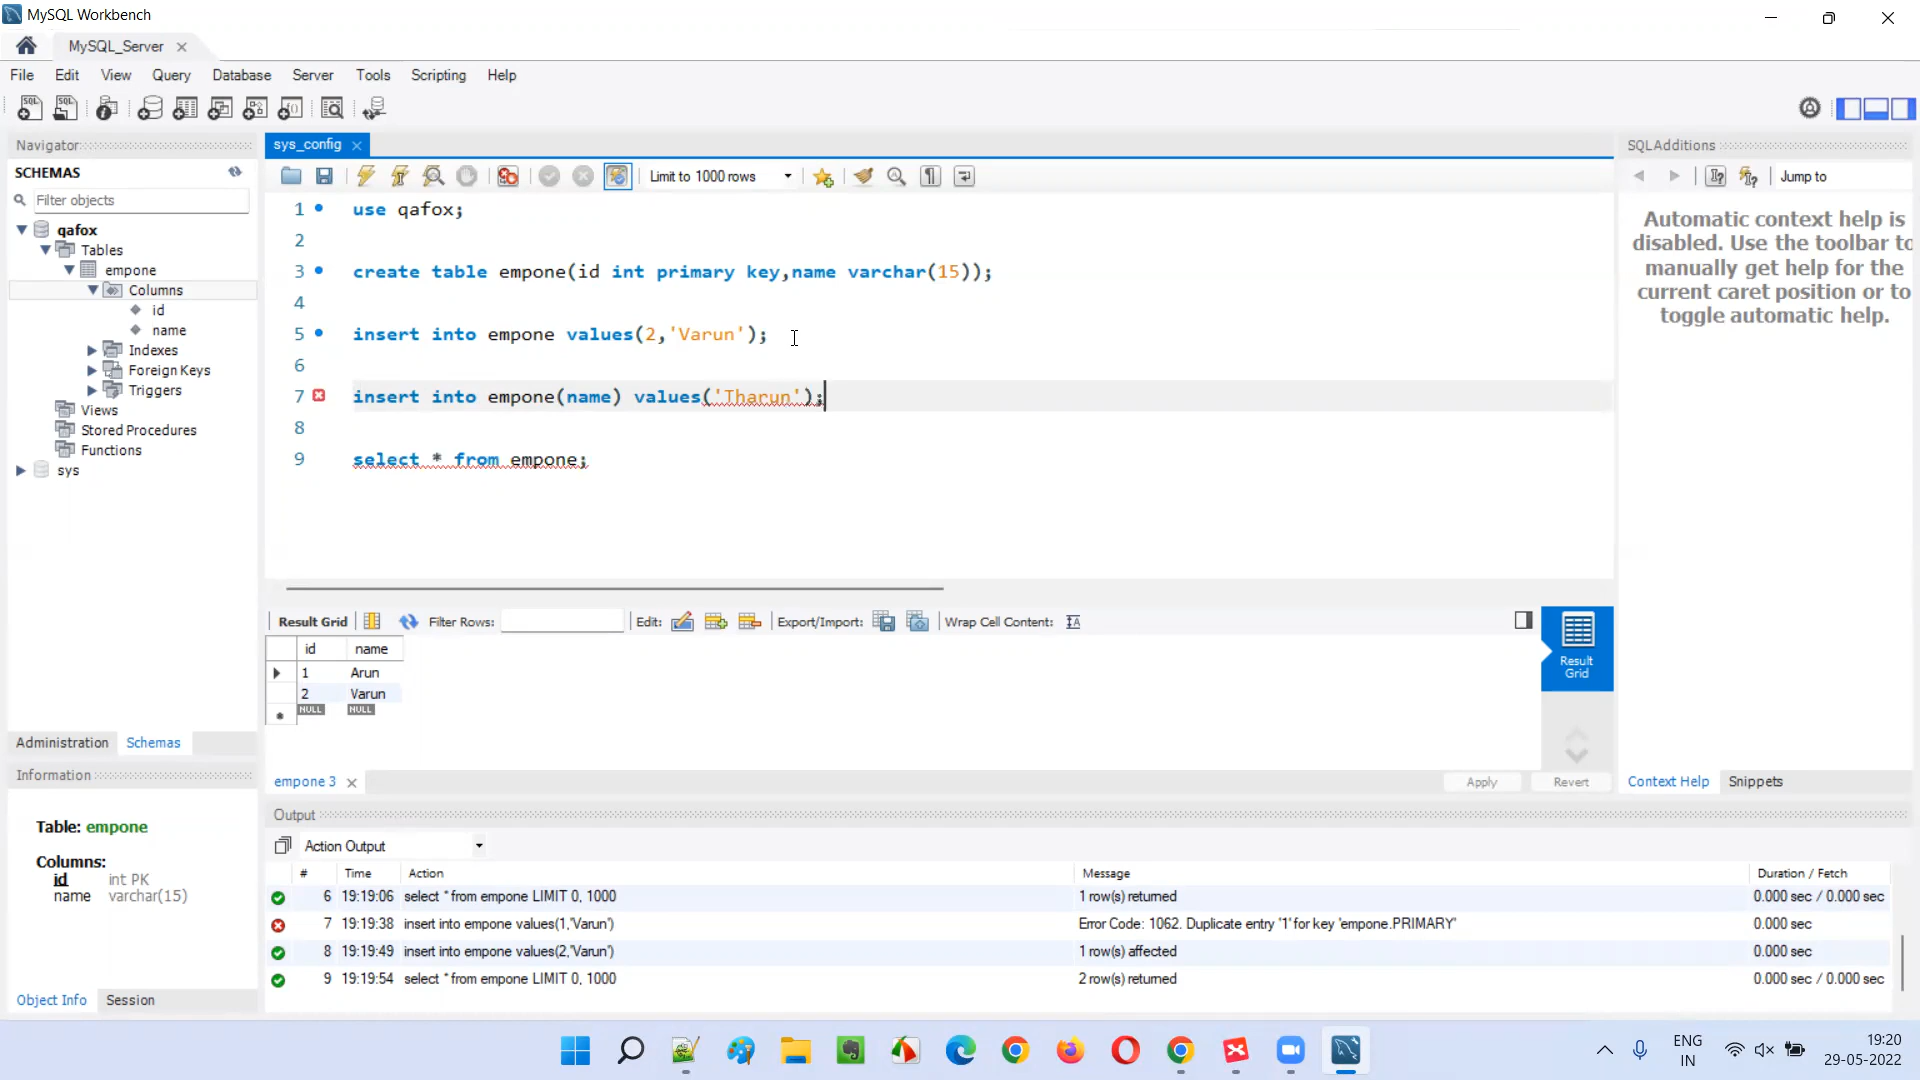 MySQL Workbench
MySQL_Server
File Edit View Query Database Server Tools Scripting Help
Navigator
SCHEMAS
Filter objects
qafox
Tables
empone
Columns
id
name
Indexes
Foreign Keys
Triggers
Views
Stored Procedures
Functions
sys
Administration Schemas
Information
Table: empone
Columns:
id int PK
name varchar(15)
Object Info Session
sys_config
Limit to 1000 rows
1 use qafox;
2
3 create table empone(id int primary key,name varchar(15));
4
5 insert into empone values(2,'Varun');
6
7 insert into empone(name) values('Tharun');
8
9 select * from empone;
Result Grid Filter Rows: Edit: Export/Import: Wrap Cell Content:
id name
1 Arun
2 Varun
NULL NULL
Result
Grid
empone 3
Apply Revert
Output
Action Output
# Time Action Message Duration / Fetch
6 19:19:06 select * from empone LIMIT 0, 1000 1 row(s) returned 0.000 sec / 0.000 sec
7 19:19:38 insert into empone values(1,'Varun') Error Code: 1062. Duplicate entry '1' for key 'empone.PRIMARY' 0.000 sec
8 19:19:49 insert into empone values(2,'Varun') 1 row(s) affected 0.000 sec
9 19:19:54 select * from empone LIMIT 0, 1000 2 row(s) returned 0.000 sec / 0.000 sec
SQLAdditions
Jump to
Automatic context help is
disabled. Use the toolbar to
manually get help for the
current caret position or to
toggle automatic help.
Context Help Snippets
ENG
IN
19:20
29-05-2022